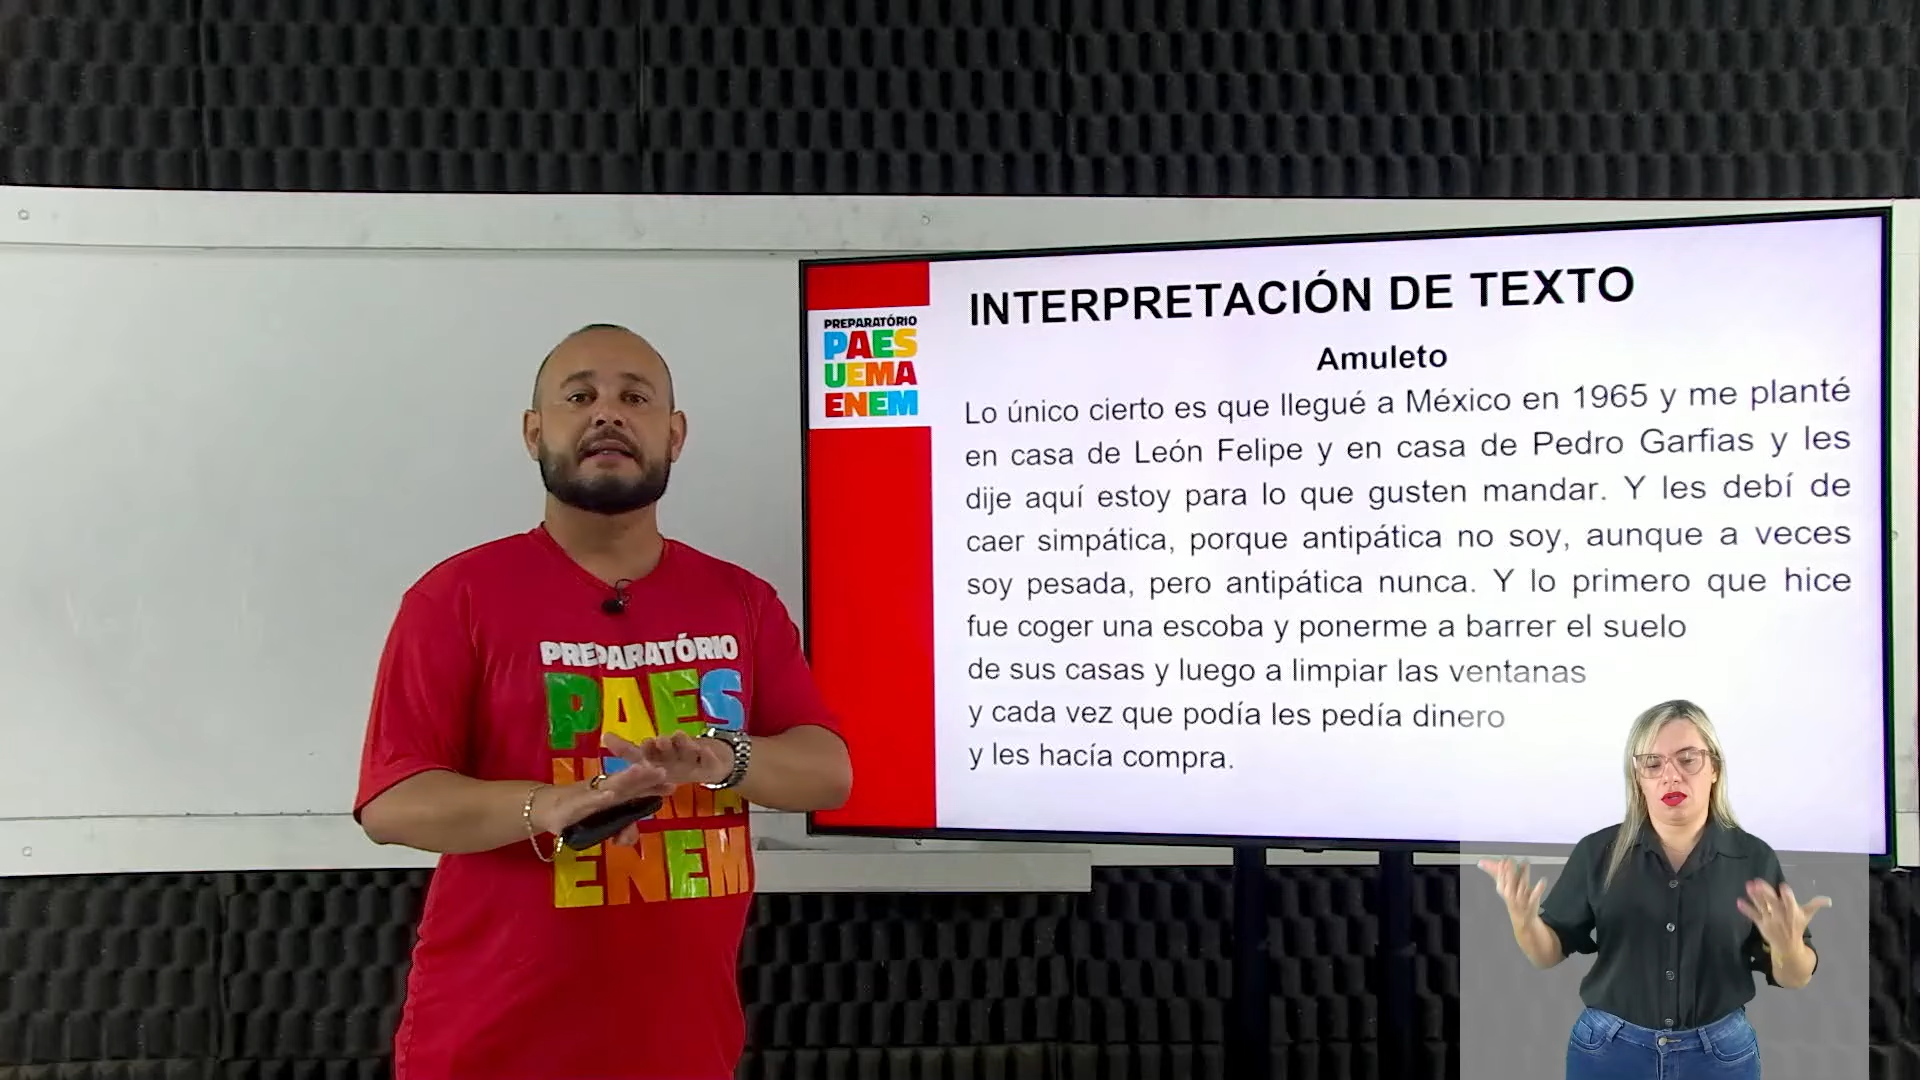 INTERPRETACIÓN DE TEXTO
PREPARATÓRIO
PAES
UEMA
ENEM
Amuleto
Lo único cierto es que llegué a México en 1965 y me planté
en casa de León Felipe y en casa de Pedro Garfias y les
dije aquí estoy para lo que gusten mandar. Y les debí de
caer simpática, porque antipática no soy, aunque a veces
soy pesada, pero antipática nunca. Y lo primero que hice
fue coger una escoba y ponerme a barrer el suelo
de sus casas y luego a limpiar las ventanas
y cada vez que podía les pedía dinero
y les hacía compra.
PREPARATÓRIO
PAES
ENEM